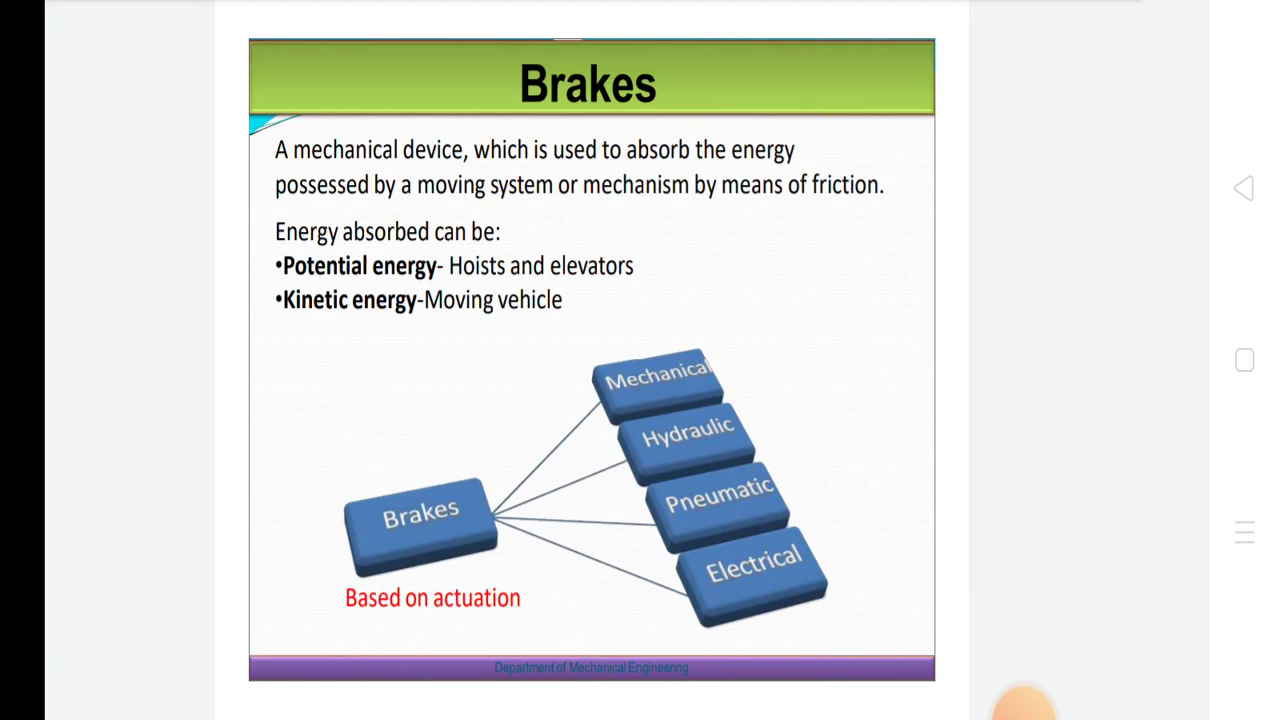 Brakes
A mechanical device, which is used to absorb the energy
possessed by a moving system or mechanism by means of friction.
Energy absorbed can be:
•Potential energy- Hoists and elevators
•Kinetic energy-Moving vehicle
Mechanical
Hydraulic
Pneumatic
Electrical
Brakes
Based on actuation
Department of Mechanical Engineering